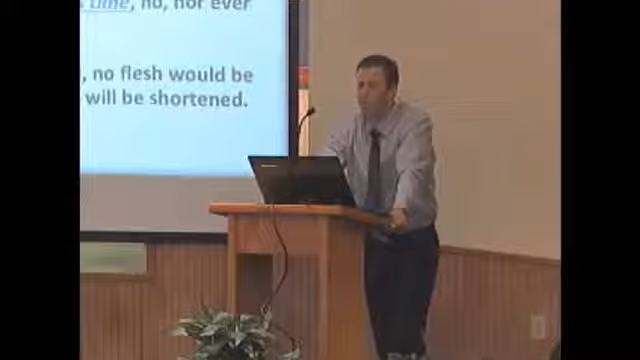 s time, no, nor ever
, no flesh would be
will be shortened.